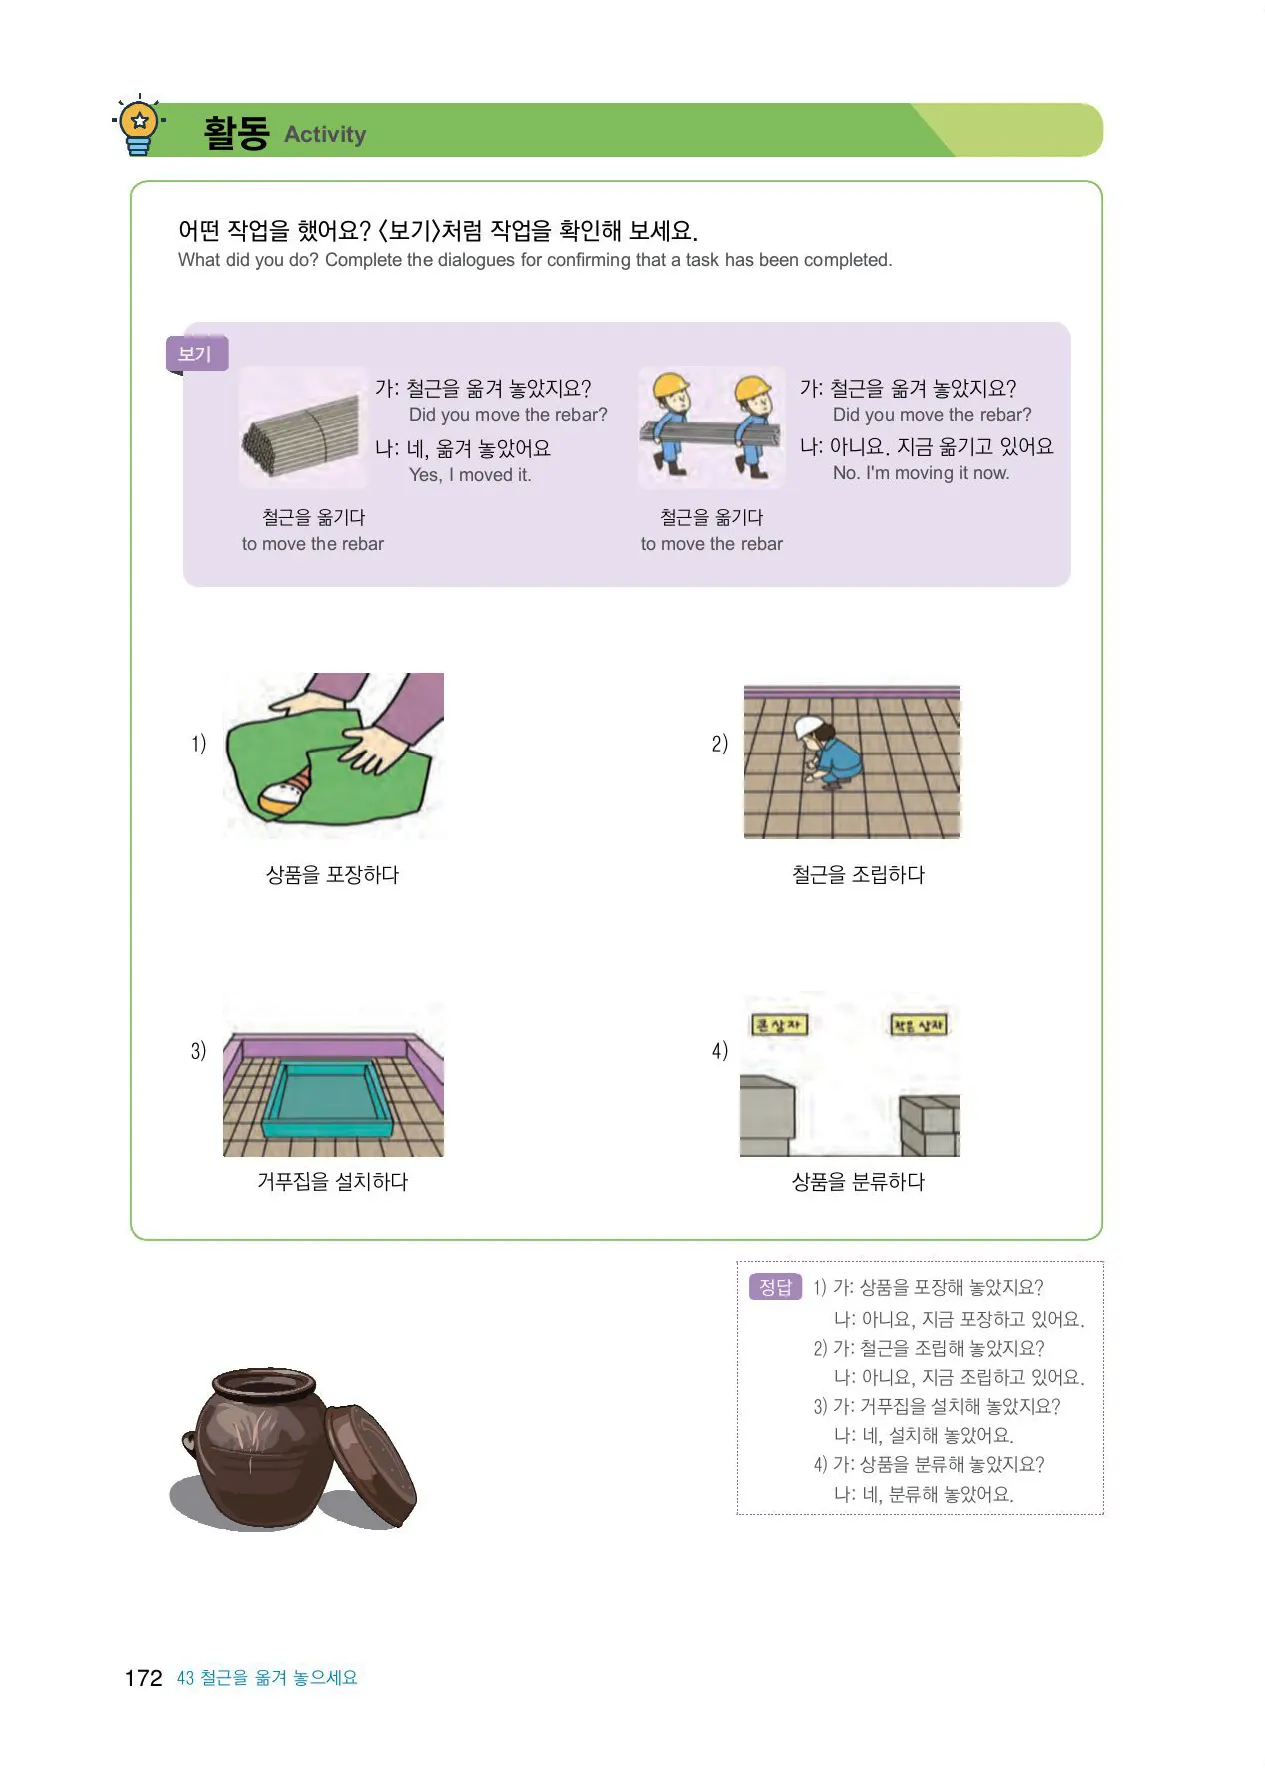 활동 Activity
어떤 작업을 했어요? <보기>처럼 작업을 확인해 보세요.
What did you do? Complete the dialogues for confirming that a task has been completed.
보기
가: 철근을 옮겨 놓았지요?
Did you move the rebar?
나: 네, 옮겨 놓았어요
Yes, I moved it.
철근을 옮기다
to move the rebar
가: 철근을 옮겨 놓았지요?
Did you move the rebar?
나: 아니요. 지금 옮기고 있어요
No. I'm moving it now.
철근을 옮기다
to move the rebar
1)
상품을 포장하다
2)
철근을 조립하다
3)
거푸집을 설치하다
4)
큰 상자
작은 상자
상품을 분류하다
정답 1) 가: 상품을 포장해 놓았지요?
나: 아니요, 지금 포장하고 있어요.
2) 가: 철근을 조립해 놓았지요?
나: 아니요, 지금 조립하고 있어요.
3) 가: 거푸집을 설치해 놓았지요?
나: 네, 설치해 놓았어요.
4) 가: 상품을 분류해 놓았지요?
나: 네, 분류해 놓았어요.
172 43 철근을 옮겨 놓으세요